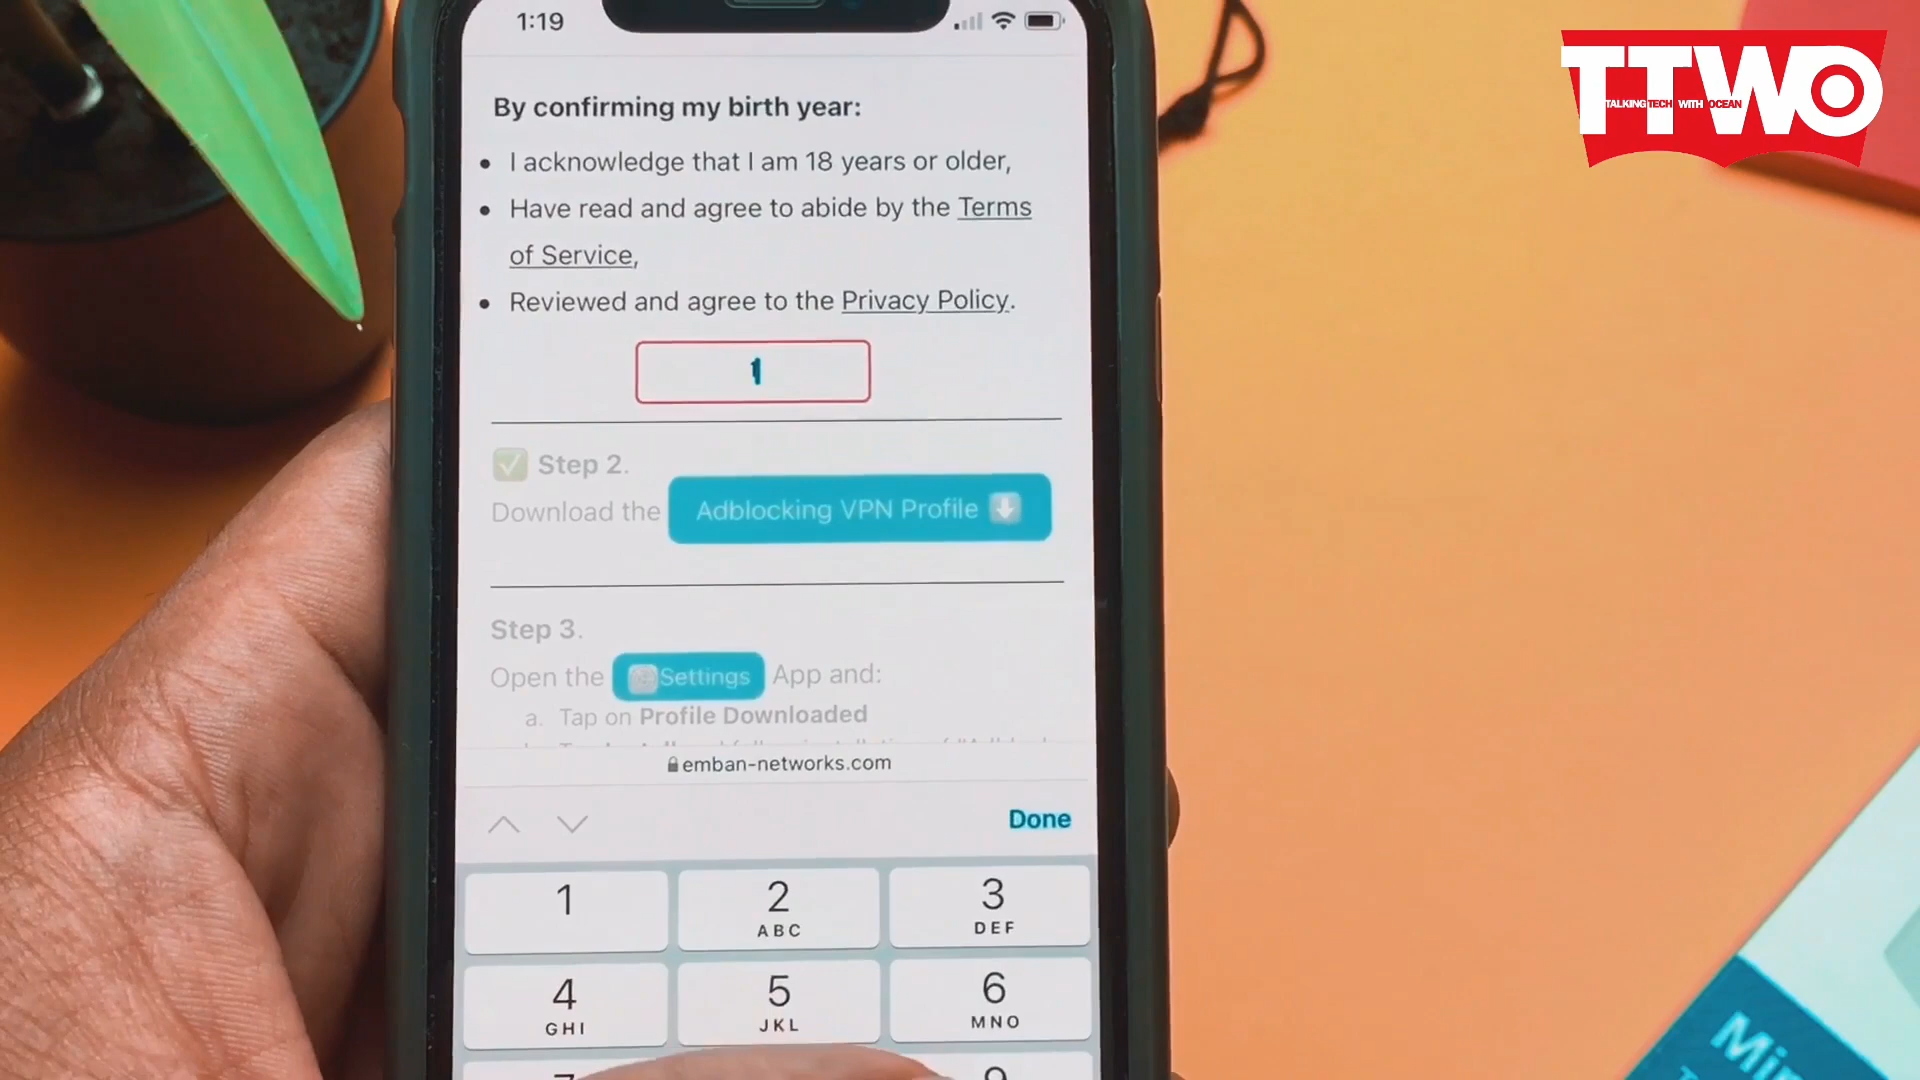 1:19
TTWO
TALKING TECH WITH OCEAN
By confirming my birth year:
• I acknowledge that I am 18 years or older,
• Have read and agree to abide by the Terms
of Service,
• Reviewed and agree to the Privacy Policy.
1
✅ Step 2.
Download the Adblocking VPN Profile ⬇
Step 3.
Open the Settings App and:
a. Tap on Profile Downloaded
emban-networks.com
Done
1 2 3
ABC DEF
4 5 6
GHI JKL MNO